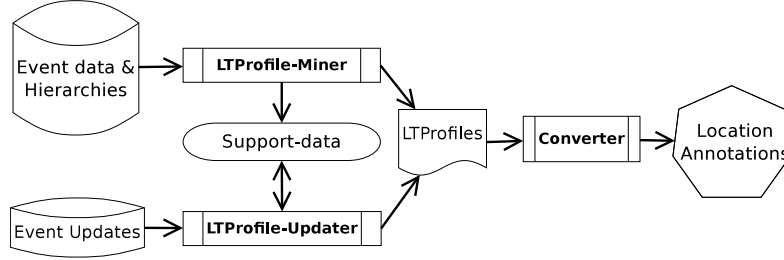 Event data &
Hierarchies
LTProfile-Miner
Support-data
LTProfiles
Converter
Location
Annotations
Event Updates
LTProfile-Updater